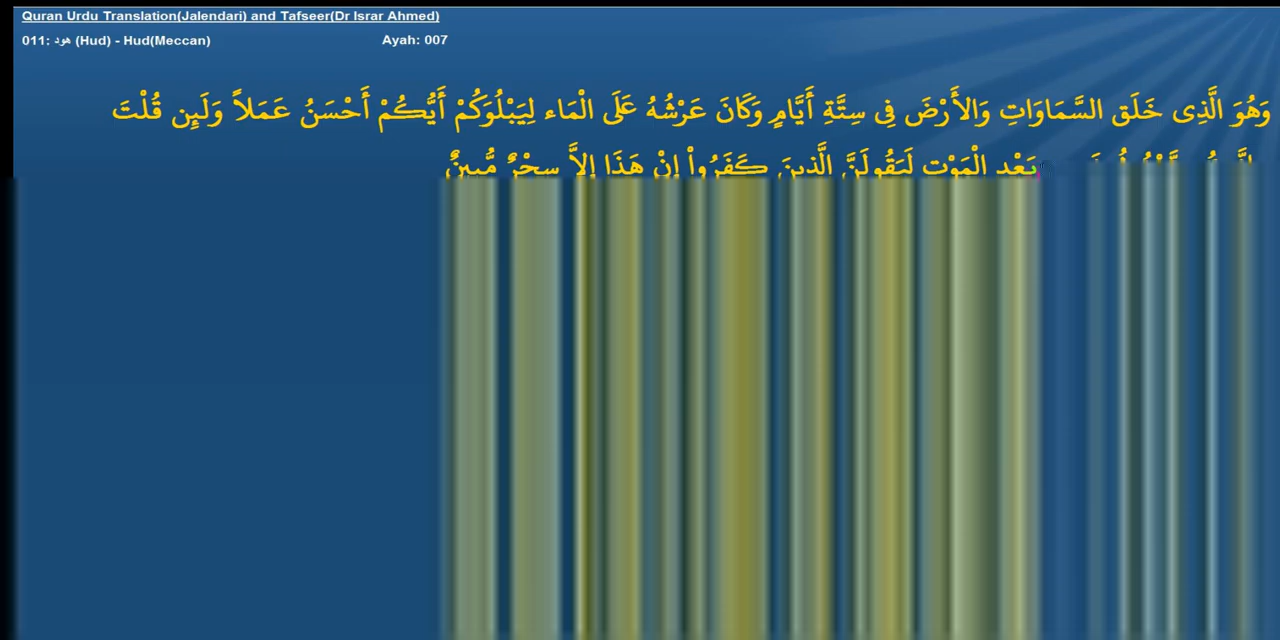 Quran Urdu Translation(Jalendari) and Tafseer(Dr Israr Ahmed)
011: هود (Hud) - Hud(Meccan) Ayah: 007
وَهُوَ الَّذِى خَلَق السَّمَاوَاتِ وَالأَرْضَ فِى سِتَّةِ أَيَّامٍ وَكَانَ عَرْشُهُ عَلَى الْمَاء لِيَبْلُوَكُمْ أَيُّكُمْ أَحْسَنُ عَمَلاً وَلَئِن قُلْتَ
بَعْدِ الْمَوْتِ لَيَقُولَنَّ الَّذِينَ كَفَرُواْ إِنْ هَذَا إِلاَّ سِحْرٌ مُّبِينٌ